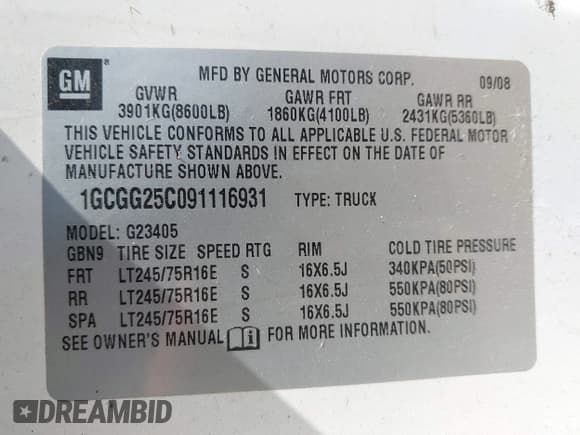 GM ®
MFD BY GENERAL MOTORS CORP. 09/08
GVWR GAWR FRT GAWR RR
3901KG(8600LB) 1860KG(4100LB) 2431KG(5360LB)
THIS VEHICLE CONFORMS TO ALL APPLICABLE U.S. FEDERAL MOTOR
VEHICLE SAFETY STANDARDS IN EFFECT ON THE DATE OF
MANUFACTURE SHOWN ABOVE.
1GCGG25C091116931 TYPE: TRUCK
MODEL: G23405
GBN9 TIRE SIZE SPEED RTG RIM COLD TIRE PRESSURE
FRT LT245/75R16E S 16X6.5J 340KPA(50PSI)
RR LT245/75R16E S 16X6.5J 550KPA(80PSI)
SPA LT245/75R16E S 16X6.5J 550KPA(80PSI)
SEE OWNER'S MANUAL i FOR MORE INFORMATION.
DREAMBID